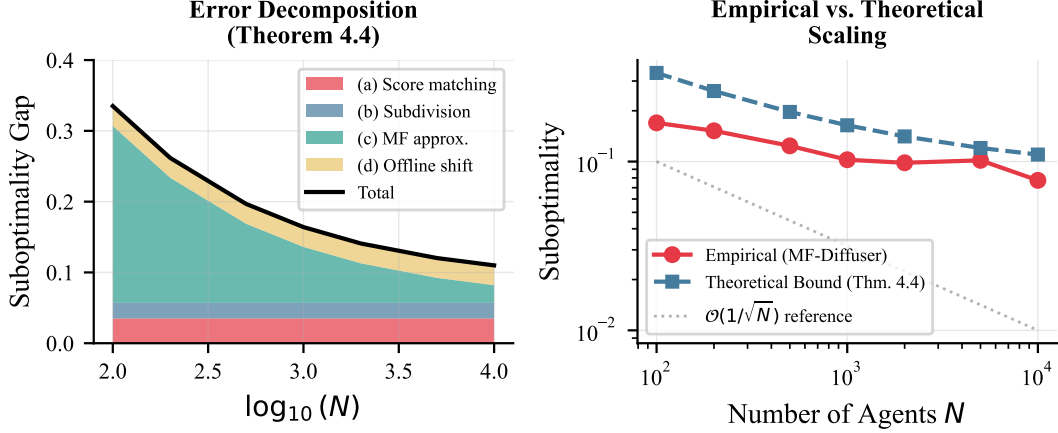 Error Decomposition
(Theorem 4.4)
Suboptimality Gap
0.4
0.3
0.2
0.1
0.0
(a) Score matching
(b) Subdivision
(c) MF approx.
(d) Offline shift
Total
2.0 2.5 3.0 3.5 4.0
log₁₀ (N)
Empirical vs. Theoretical
Scaling
Suboptimality
10⁻¹
10⁻²
Empirical (MF-Diffuser)
Theoretical Bound (Thm. 4.4)
𝒪(1/√N) reference
10² 10³ 10⁴
Number of Agents N